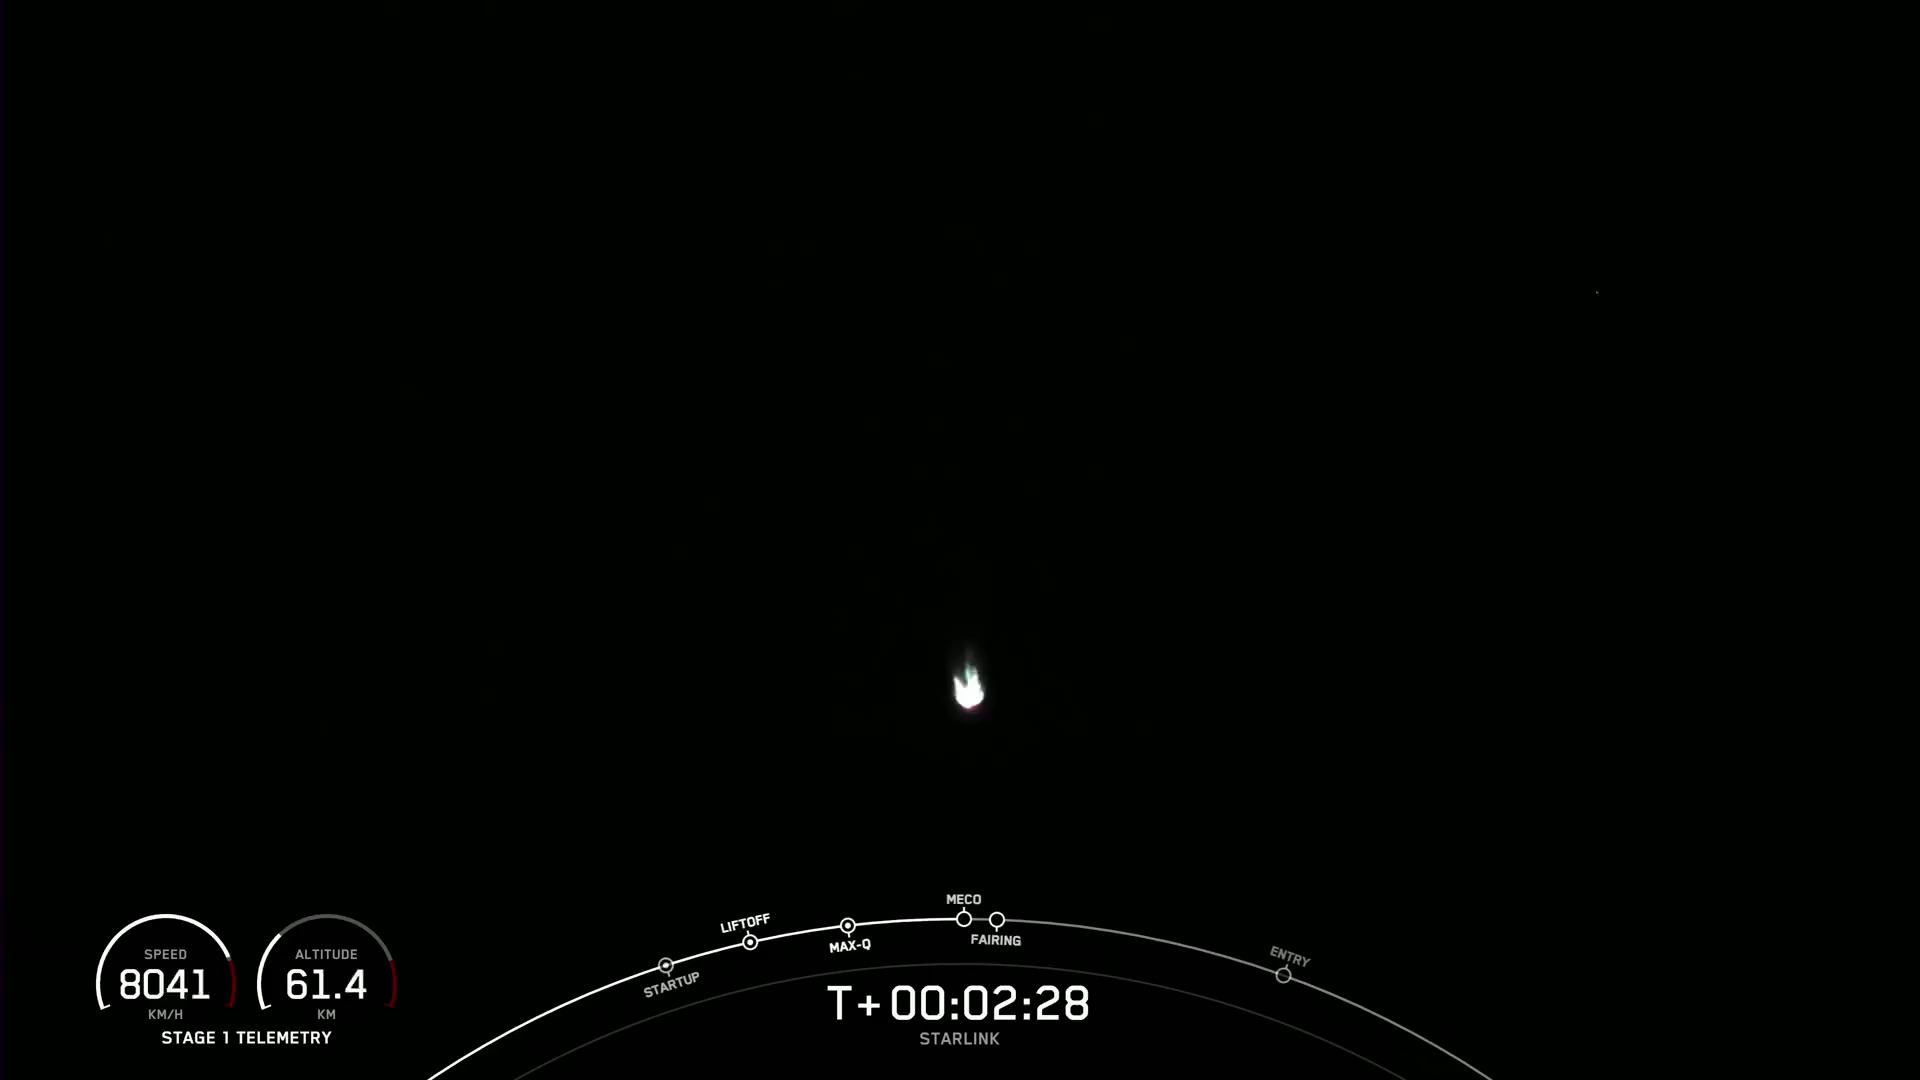 MECO
LIFTOFF
MAX-Q
FAIRING
STARTUP
ENTRY
SPEED
8041
KM/H
ALTITUDE
61.4
KM
STAGE 1 TELEMETRY
T+00:02:28
STARLINK